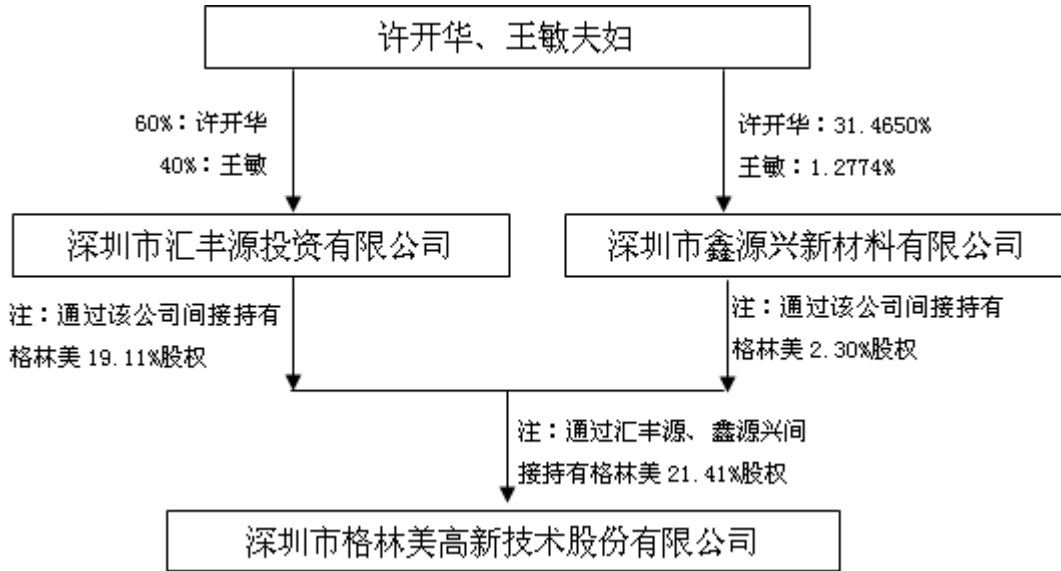 许开华、王敏夫妇
60%：许开华
40%：王敏
许开华：31.4650%
王敏：1.2774%
深圳市汇丰源投资有限公司
深圳市鑫源兴新材料有限公司
注：通过该公司间接持有
格林美 19.11%股权
注：通过该公司间接持有
格林美 2.30%股权
注：通过汇丰源、鑫源兴间
接持有格林美 21.41%股权
深圳市格林美高新技术股份有限公司